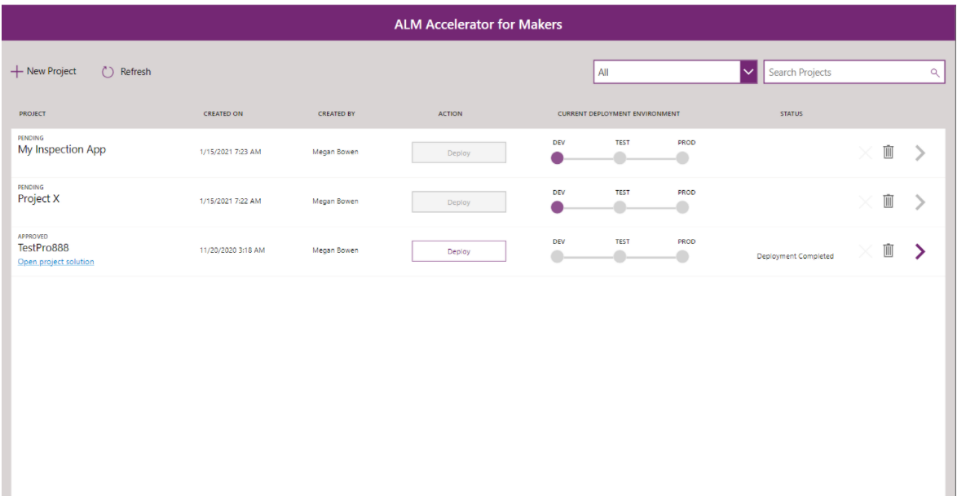 ALM Accelerator for Makers
New Project Refresh All Search Projects
PROJECT CREATED ON CREATED BY ACTION CURRENT DEPLOYMENT ENVIRONMENT STATUS
PENDING
My Inspection App 1/15/2021 7:23 AM Megan Bowen Deploy DEV TEST PROD
PENDING
Project X 1/15/2021 7:22 AM Megan Bowen Deploy DEV TEST PROD
APPROVED
TestPro888 11/20/2020 3:18 AM Megan Bowen Deploy DEV TEST PROD Deployment Completed
Open project solution